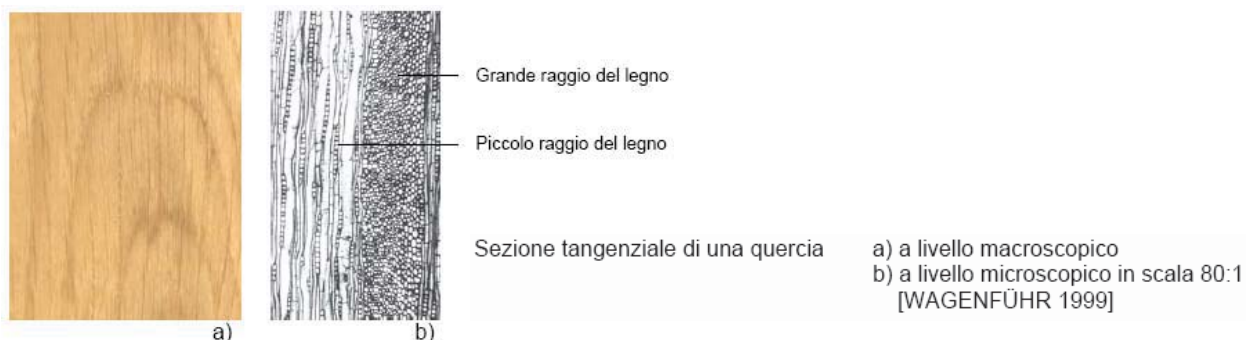 Grande raggio del legno
Piccolo raggio del legno
Sezione tangenziale di una quercia
a) a livello macroscopico
b) a livello microscopico in scala 80:1
[WAGENFÜHR 1999]
a)
b)